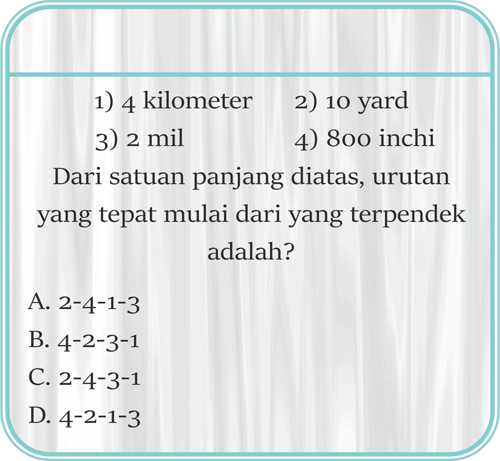 1) 4 kilometer 2) 10 yard
3) 2 mil 4) 800 inchi
Dari satuan panjang diatas, urutan
yang tepat mulai dari yang terpendek
adalah?
A. 2-4-1-3
B. 4-2-3-1
C. 2-4-3-1
D. 4-2-1-3